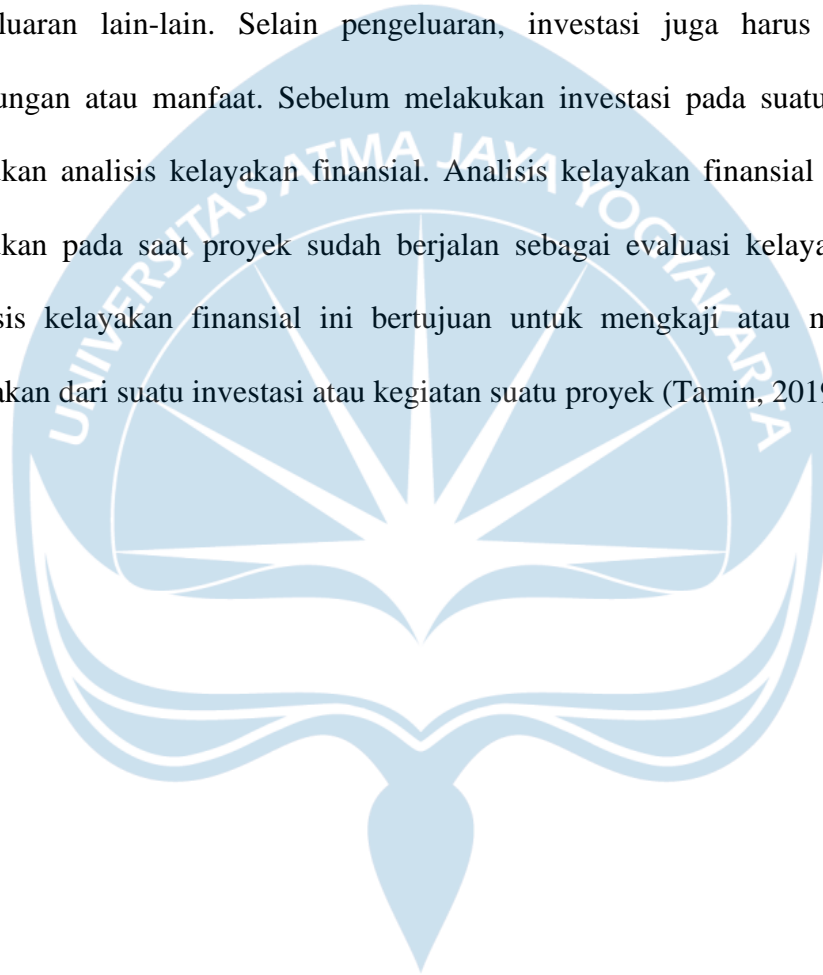 luaran lain-lain. Selain pengeluaran, investasi juga harus
ungan atau manfaat. Sebelum melakukan investasi pada suatu
kan analisis kelayakan finansial. Analisis kelayakan finansial
kan pada saat proyek sudah berjalan sebagai evaluasi kelaya
sis kelayakan finansial ini bertujuan untuk mengkaji atau m
akan dari suatu investasi atau kegiatan suatu proyek (Tamin, 2019
UNIVERSITAS ATMA JAYA YOGYAKARTA